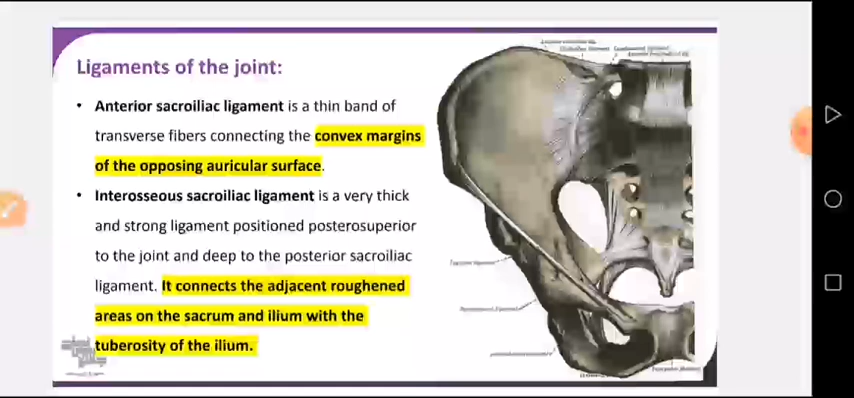 Ligaments of the joint:
• Anterior sacroiliac ligament is a thin band of
transverse fibers connecting the convex margins
of the opposing auricular surface.
• Interosseous sacroiliac ligament is a very thick
and strong ligament positioned posterosuperior
to the joint and deep to the posterior sacroiliac
ligament. It connects the adjacent roughened
areas on the sacrum and ilium with the
tuberosity of the ilium.